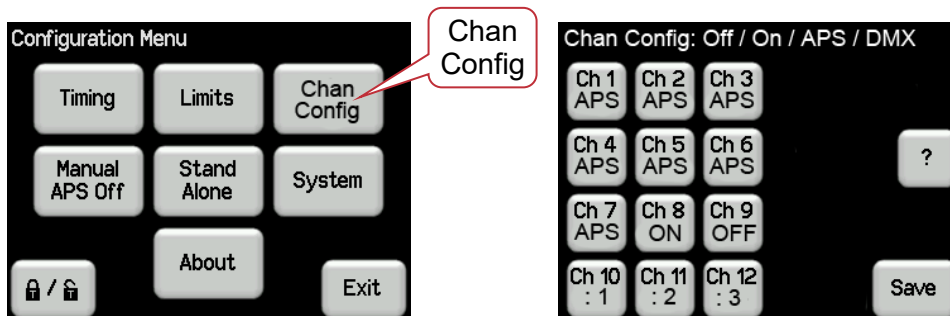 Configuration Menu
Timing
Limits
Chan
Config
Manual
APS Off
Stand
Alone
System
About
/
Exit
Chan
Config
Chan Config: Off / On / APS / DMX
Ch 1
APS
Ch 2
APS
Ch 3
APS
Ch 4
APS
Ch 5
APS
Ch 6
APS
?
Ch 7
APS
Ch 8
ON
Ch 9
OFF
Ch 10
: 1
Ch 11
: 2
Ch 12
: 3
Save